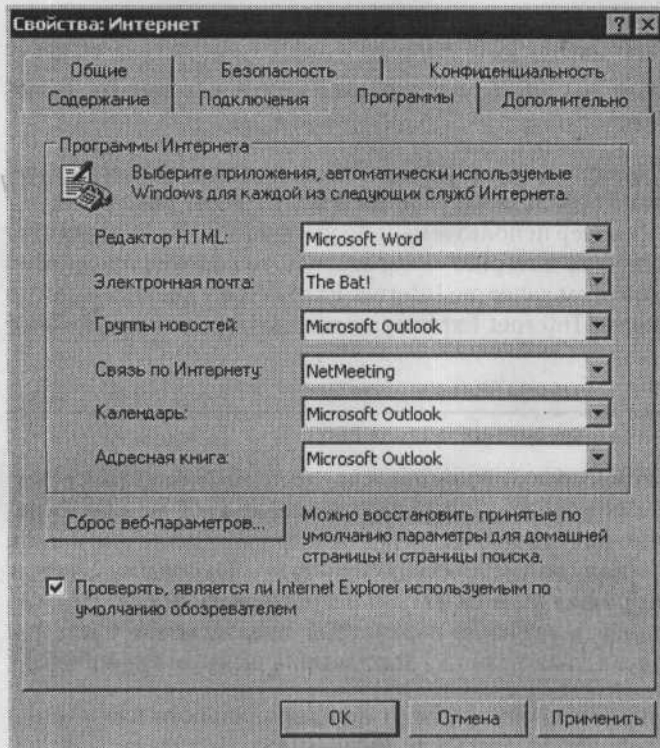 Свойства: Интернет
Общие Безопасность Конфиденциальность
Содержание Подключения Программы Дополнительно
Программы Интернета
Выберите приложения, автоматически используемые
Windows для каждой из следующих служб Интернета.
Редактор HTML: Microsoft Word
Электронная почта: The Bat!
Группы новостей: Microsoft Outlook
Связь по Интернету: NetMeeting
Календарь: Microsoft Outlook
Адресная книга: Microsoft Outlook
Сброс веб-параметров... Можно восстановить принятые по
умолчанию параметры для домашней
страницы и страницы поиска.
Проверять, является ли Internet Explorer используемым по
умолчанию обозревателем
OK Отмена Применить